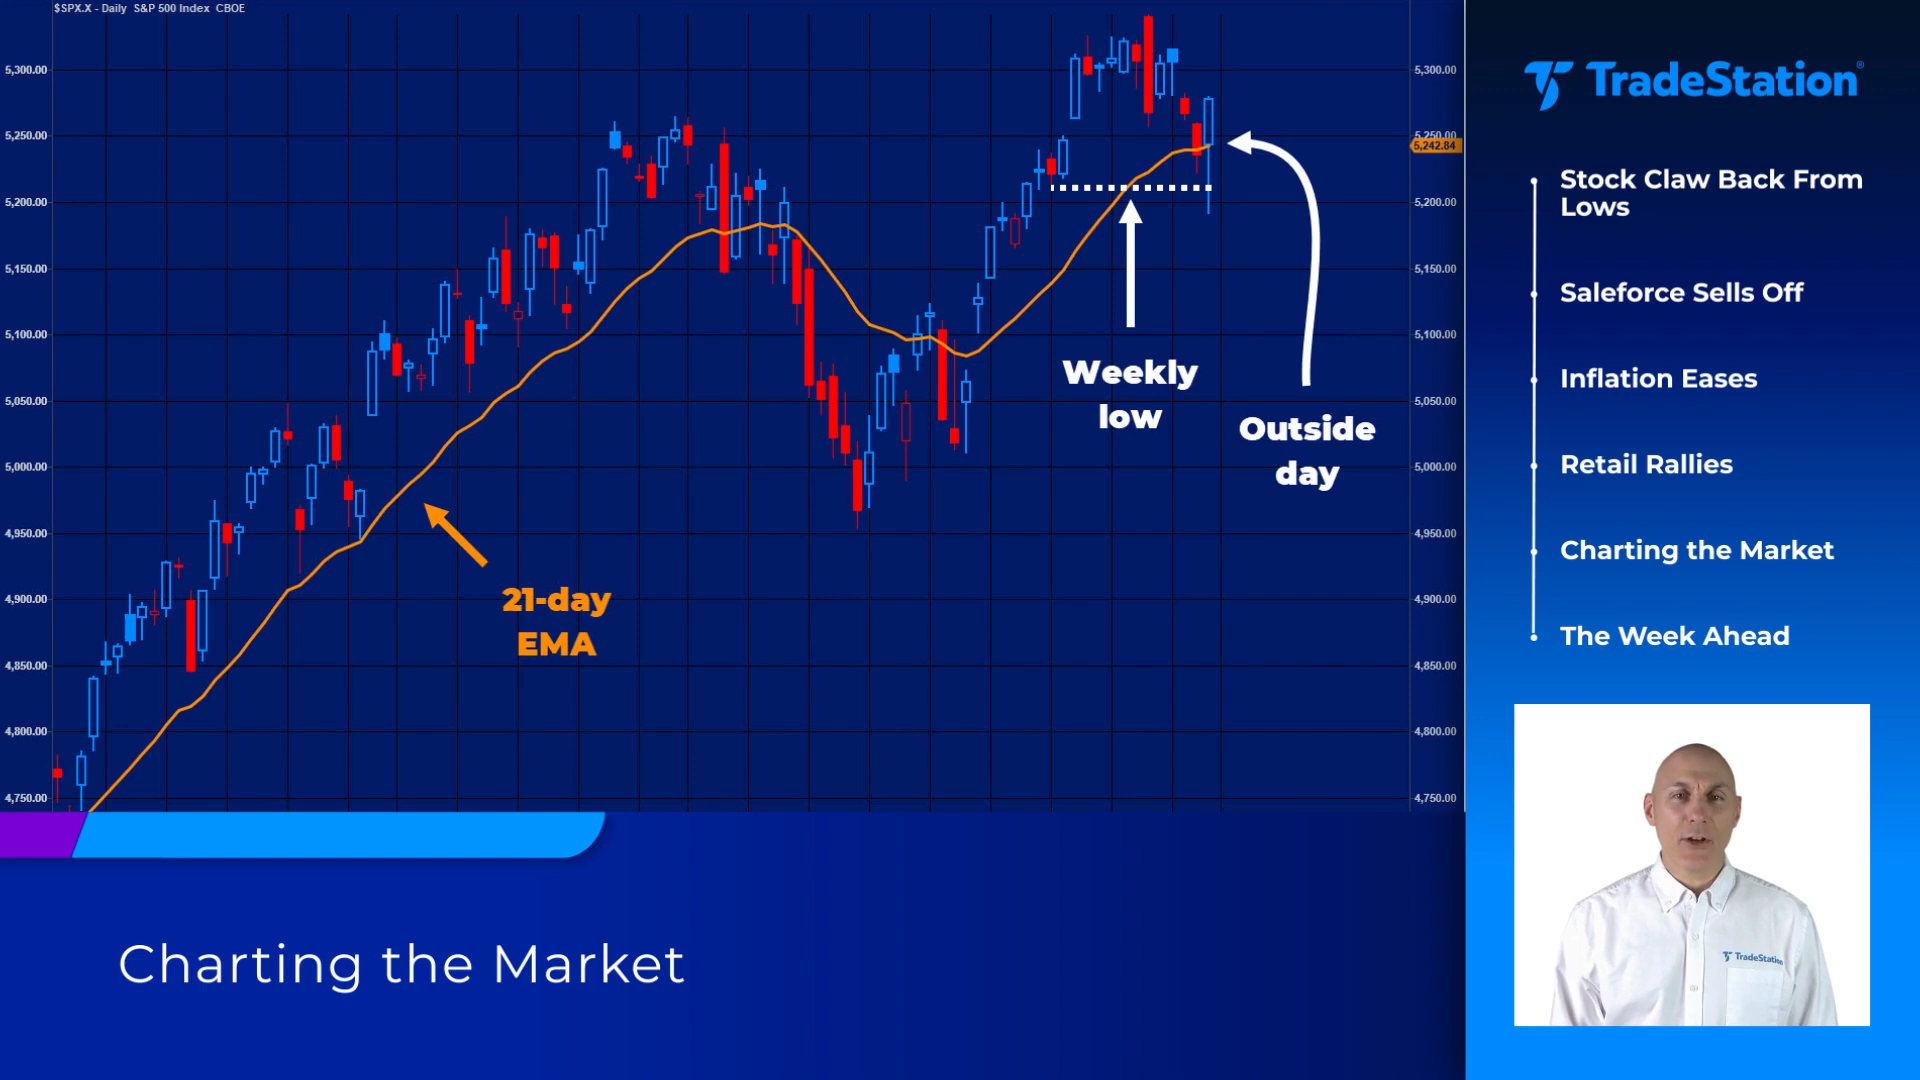 $SPX.X - Daily  S&P 500 Index  CBOE
5,300.00
5,250.00
5,200.00
5,150.00
5,100.00
5,050.00
5,000.00
4,950.00
4,900.00
4,850.00
4,800.00
4,750.00
5,300.00
5,250.00
5,242.84
5,200.00
5,150.00
5,100.00
5,050.00
5,000.00
4,950.00
4,900.00
4,850.00
4,800.00
4,750.00
Weekly
low
Outside
day
21-day
EMA
Charting the Market
TradeStation®
Stock Claw Back From
Lows
Saleforce Sells Off
Inflation Eases
Retail Rallies
Charting the Market
The Week Ahead
TradeStation